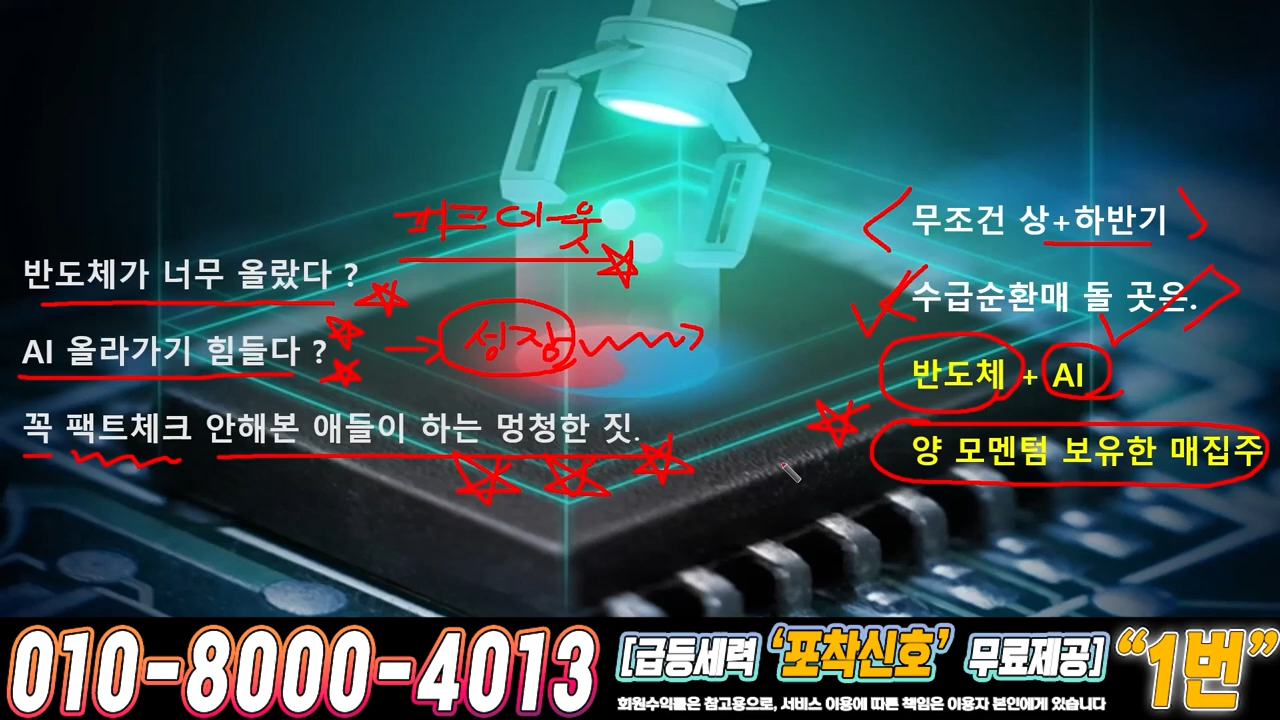 피크아웃
반도체가 너무 올랐다 ?
AI 올라가기 힘들다 ?
성장
꼭 팩트체크 안해본 애들이 하는 멍청한 짓.
무조건 상+하반기
수급순환매 돌 곳은.
반도체 + AI
양 모멘텀 보유한 매집주
010-8000-4013
[급등세력 '포착신호' 무료제공] "1번"
회원수익률은 참고용으로, 서비스 이용에 따른 책임은 이용자 본인에게 있습니다